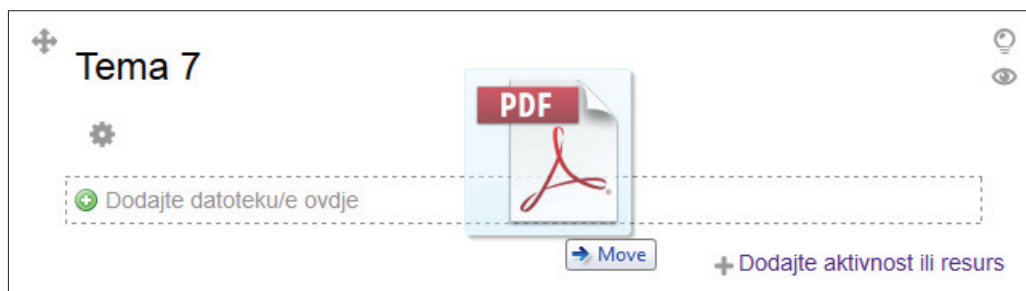 Tema 7
PDF
Dodajte datoteku/e ovdje
Move
Dodajte aktivnost ili resurs